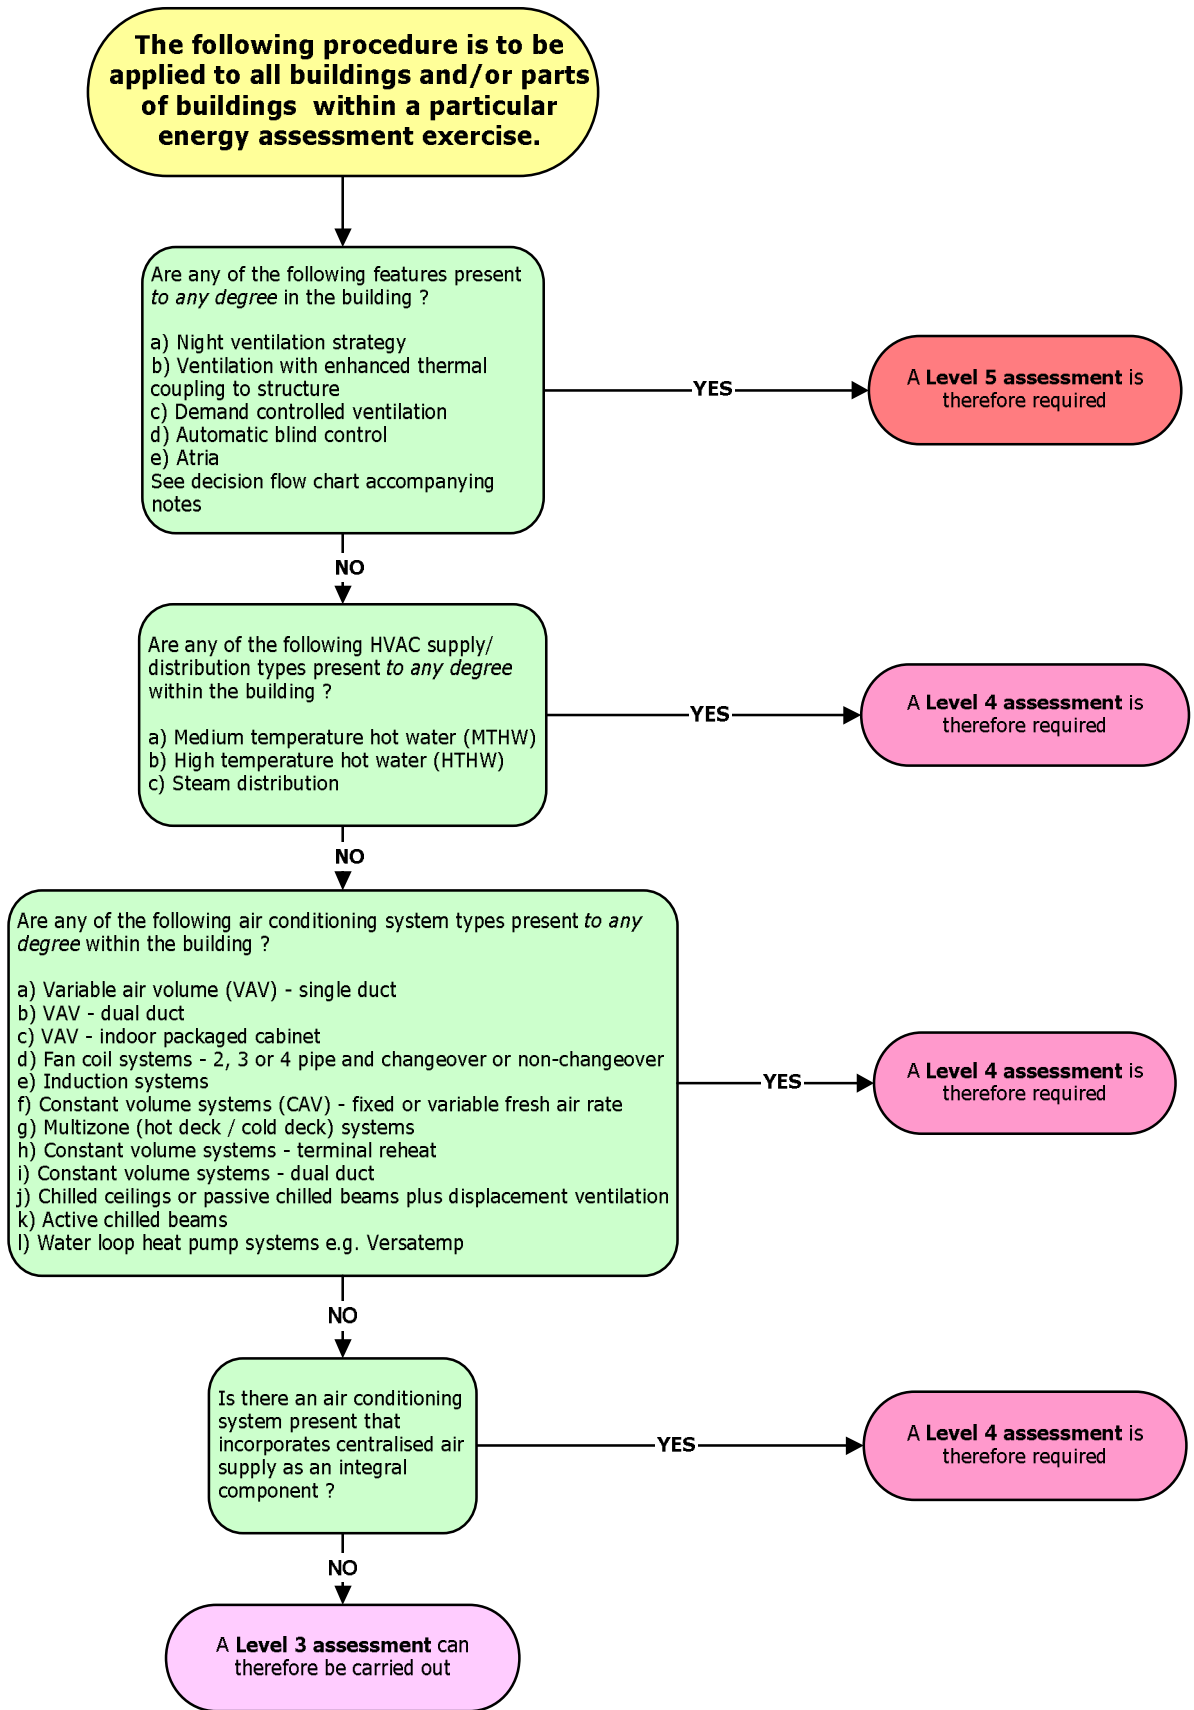 The following procedure is to be
applied to all buildings and/or parts
of buildings within a particular
energy assessment exercise.
Are any of the following features present
to any degree in the building ?
a) Night ventilation strategy
b) Ventilation with enhanced thermal
coupling to structure
c) Demand controlled ventilation
d) Automatic blind control
e) Atria
See decision flow chart accompanying
notes
YES
A Level 5 assessment is
therefore required
NO
Are any of the following HVAC supply/
distribution types present to any degree
within the building ?
a) Medium temperature hot water (MTHW)
b) High temperature hot water (HTHW)
c) Steam distribution
YES
A Level 4 assessment is
therefore required
NO
Are any of the following air conditioning system types present to any
degree within the building ?
a) Variable air volume (VAV) - single duct
b) VAV - dual duct
c) VAV - indoor packaged cabinet
d) Fan coil systems - 2, 3 or 4 pipe and changeover or non-changeover
e) Induction systems
f) Constant volume systems (CAV) - fixed or variable fresh air rate
g) Multizone (hot deck / cold deck) systems
h) Constant volume systems - terminal reheat
i) Constant volume systems - dual duct
j) Chilled ceilings or passive chilled beams plus displacement ventilation
k) Active chilled beams
l) Water loop heat pump systems e.g. Versatemp
YES
A Level 4 assessment is
therefore required
NO
Is there an air conditioning
system present that
incorporates centralised air
supply as an integral
component ?
YES
A Level 4 assessment is
therefore required
NO
A Level 3 assessment can
therefore be carried out